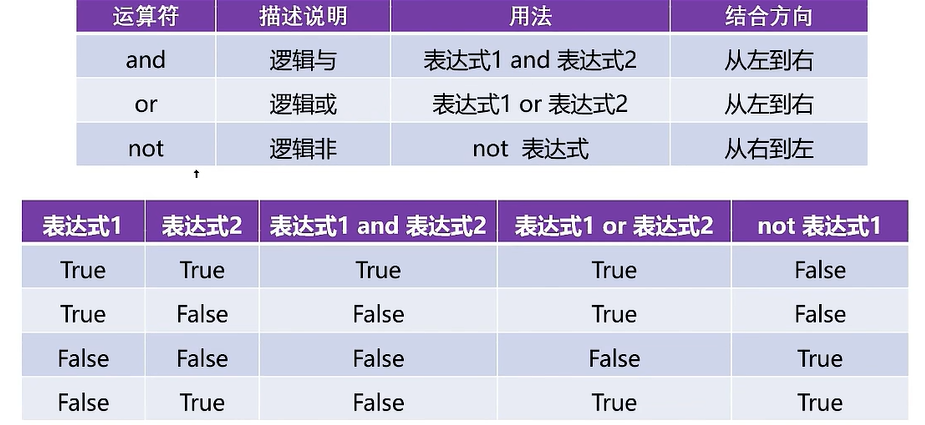 运算符 描述说明 用法 结合方向
and 逻辑与 表达式1 and 表达式2 从左到右
or 逻辑或 表达式1 or 表达式2 从左到右
not 逻辑非 not 表达式 从右到左
表达式1 表达式2 表达式1 and 表达式2 表达式1 or 表达式2 not 表达式1
True True True True False
True False False True False
False False False False True
False True False True True